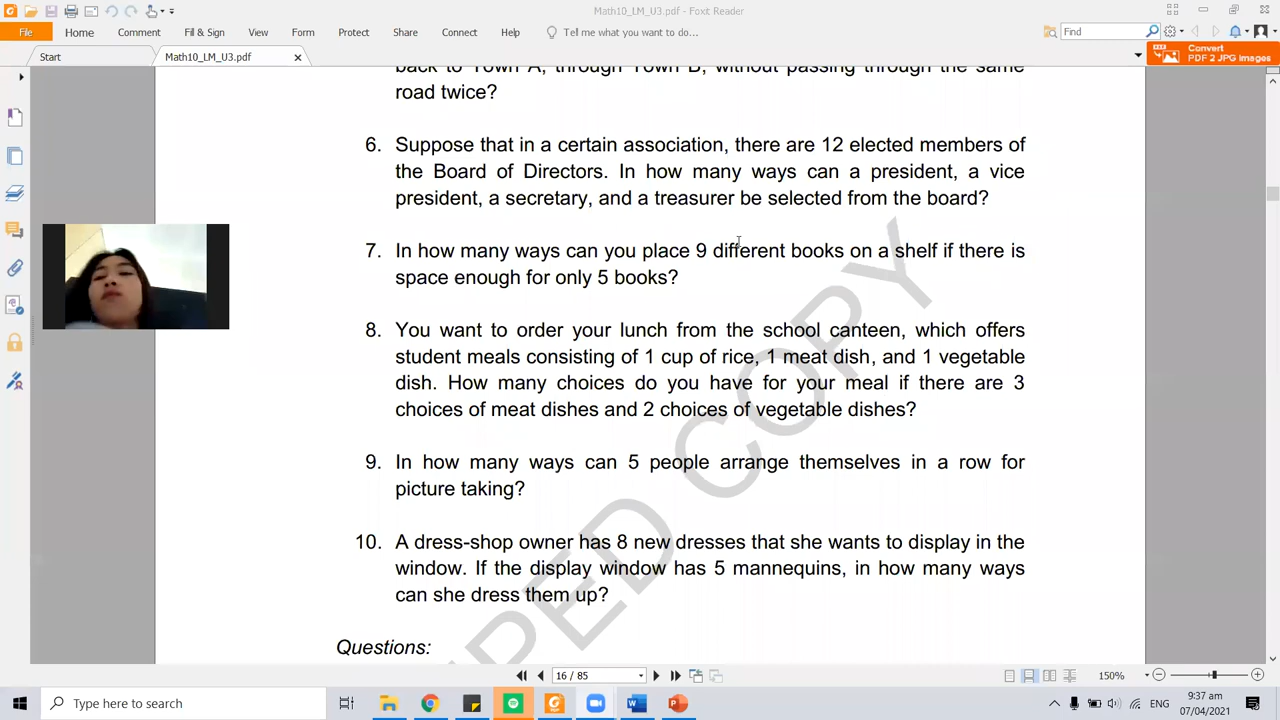 Math10_LM_U3.pdf - Foxit Reader
File Home Comment Fill & Sign View Form Protect Share Connect Help Tell me what you want to do... Find
Start Math10_LM_U3.pdf
Convert
PDF 2 JPG Images
back to Town A, through Town B, without passing through the same
road twice?
6. Suppose that in a certain association, there are 12 elected members of
the Board of Directors. In how many ways can a president, a vice
president, a secretary, and a treasurer be selected from the board?
7. In how many ways can you place 9 different books on a shelf if there is
space enough for only 5 books?
8. You want to order your lunch from the school canteen, which offers
student meals consisting of 1 cup of rice, 1 meat dish, and 1 vegetable
dish. How many choices do you have for your meal if there are 3
choices of meat dishes and 2 choices of vegetable dishes?
9. In how many ways can 5 people arrange themselves in a row for
picture taking?
10. A dress-shop owner has 8 new dresses that she wants to display in the
window. If the display window has 5 mannequins, in how many ways
can she dress them up?
Questions:
PED COPY
16 / 85 150%
Type here to search
ENG
9:37 am
07/04/2021